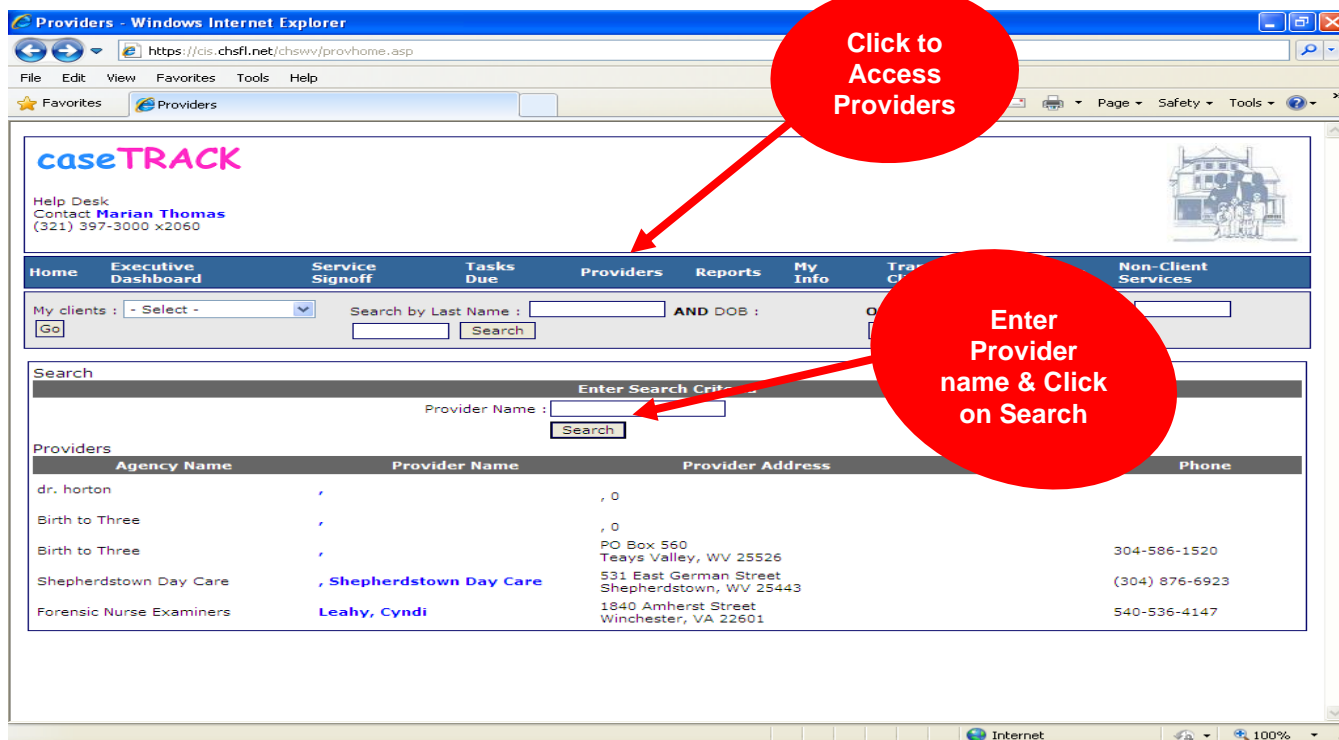 Providers - Windows Internet Explorer
https://cis.chsfl.net/chswv/provhome.asp
File Edit View Favorites Tools Help
Favorites Providers
Page Safety Tools
Click to
Access
Providers
caseTRACK
Help Desk
Contact Marian Thomas
(321) 397-3000 x2060
Home Executive Dashboard Service Signoff Tasks Due Providers Reports My Info Non-Client Services
My clients : - Select - Search by Last Name : AND DOB :
Go Search
Enter
Provider
name & Click
on Search
Search
Enter Search
Provider Name :
Search
Providers
Agency Name Provider Name Provider Address Phone
dr. horton , , 0
Birth to Three , , 0
Birth to Three , PO Box 560 304-586-1520
Teays Valley, WV 25526
Shepherdstown Day Care , Shepherdstown Day Care 531 East German Street (304) 876-6923
Shepherdstown, WV 25443
Forensic Nurse Examiners Leahy, Cyndi 1840 Amherst Street 540-536-4147
Winchester, VA 22601
Internet 100%